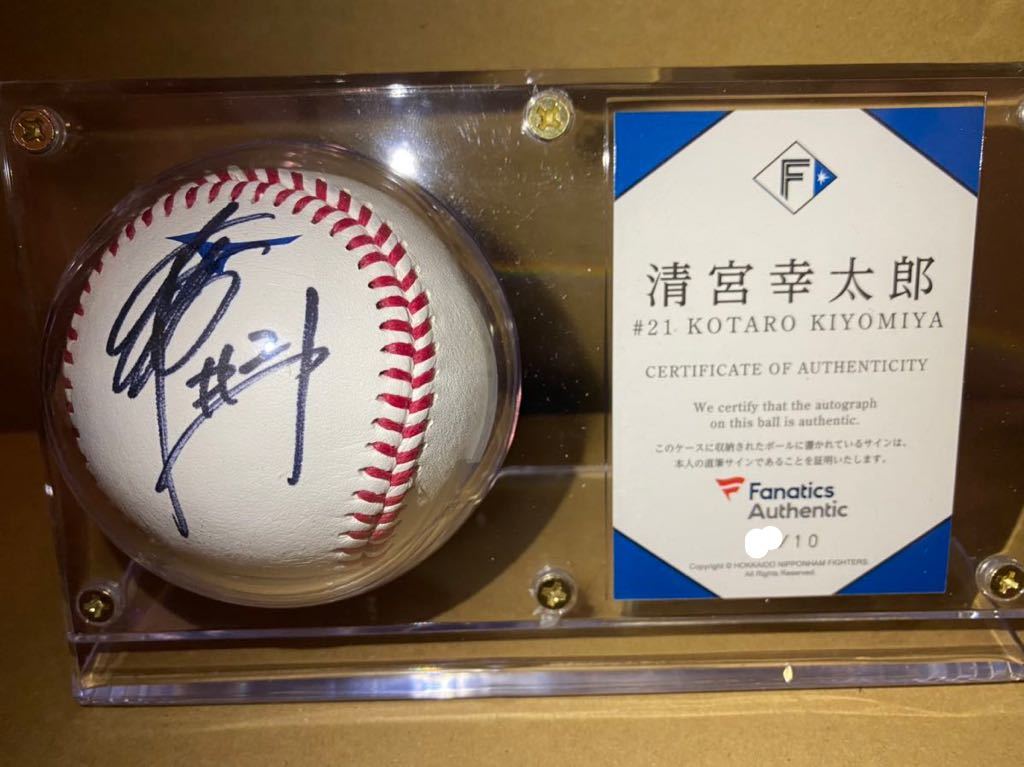 #21
F
清宮幸太郎
#21 KOTARO KIYOMIYA
CERTIFICATE OF AUTHENTICITY
We certify that the autograph
on this ball is authentic.
このケースに収納されたボールに書かれているサインは、
本人の直筆サインであることを証明いたします。
Fanatics
Authentic
/10
Copyright © HOKKAIDO NIPPONHAM FIGHTERS.
All Rights Reserved.